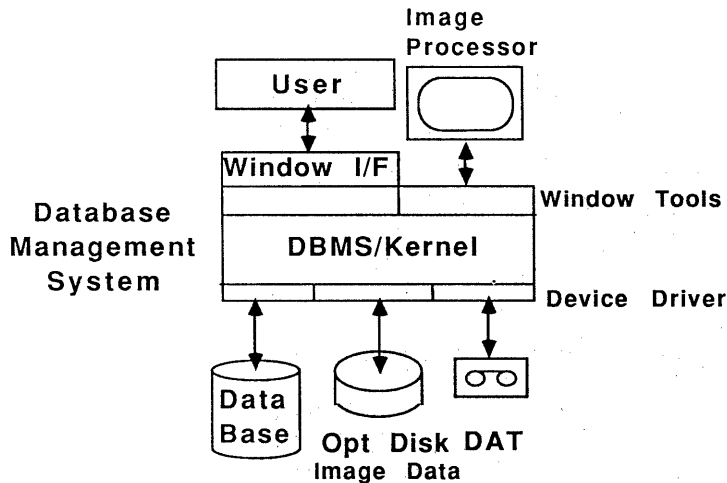 Image
Processor
User
Window I/F
Window Tools
Database
Management
System
DBMS/Kernel
Device Driver
Data
Base
Opt Disk
Image Data
DAT